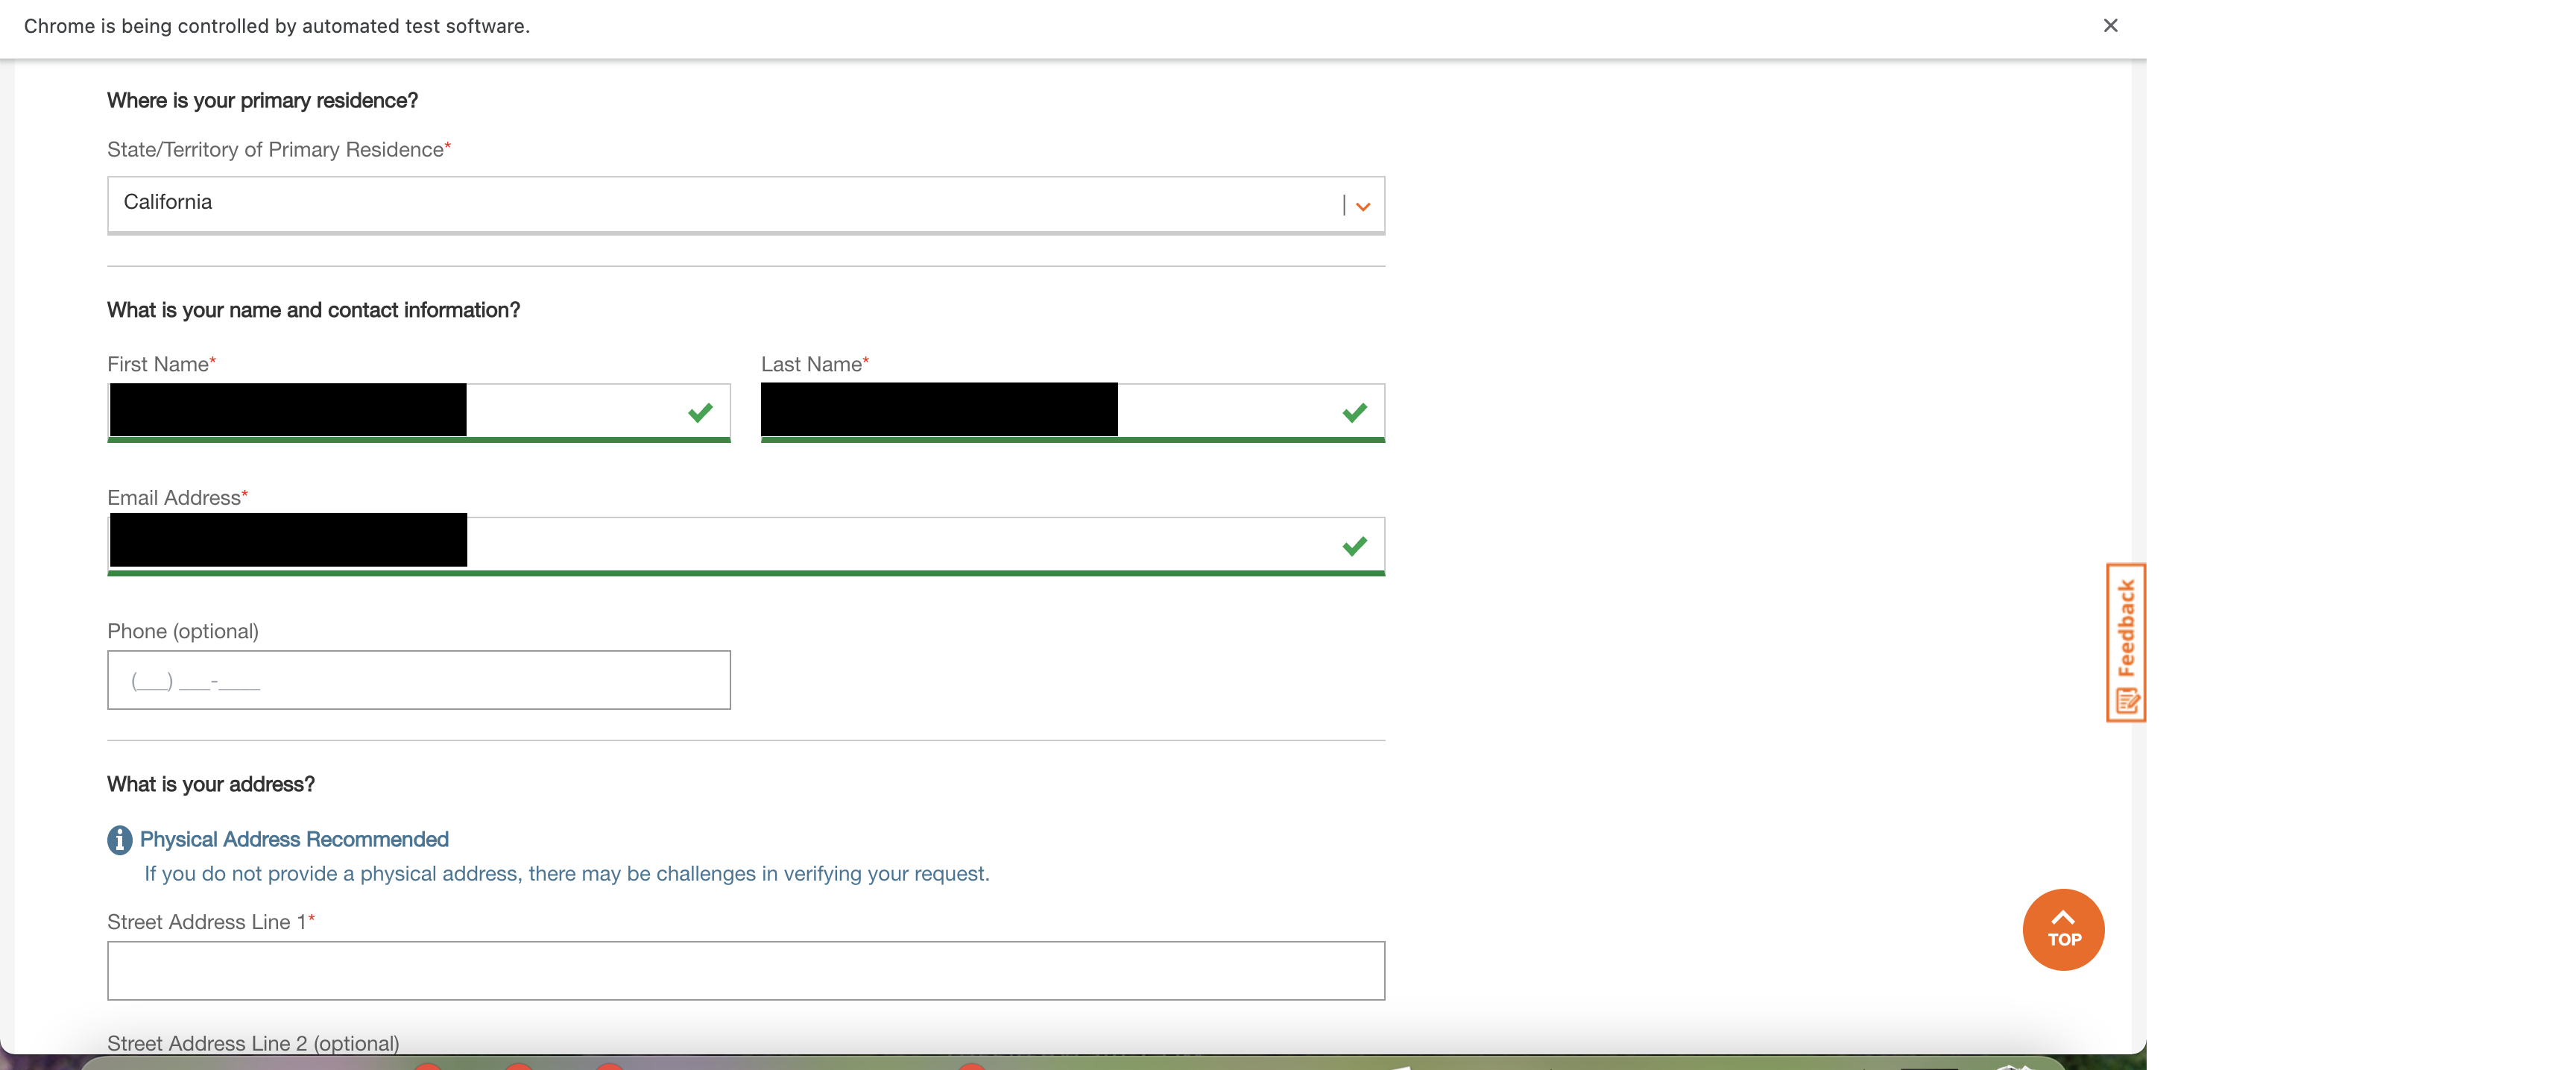 Chrome is being controlled by automated test software.
Where is your primary residence?
State/Territory of Primary Residence*
California
What is your name and contact information?
First Name* Last Name*
Email Address*
Phone (optional)
(___) ___-____
Feedback
What is your address?
Physical Address Recommended
If you do not provide a physical address, there may be challenges in verifying your request.
Street Address Line 1*
TOP
Street Address Line 2 (optional)